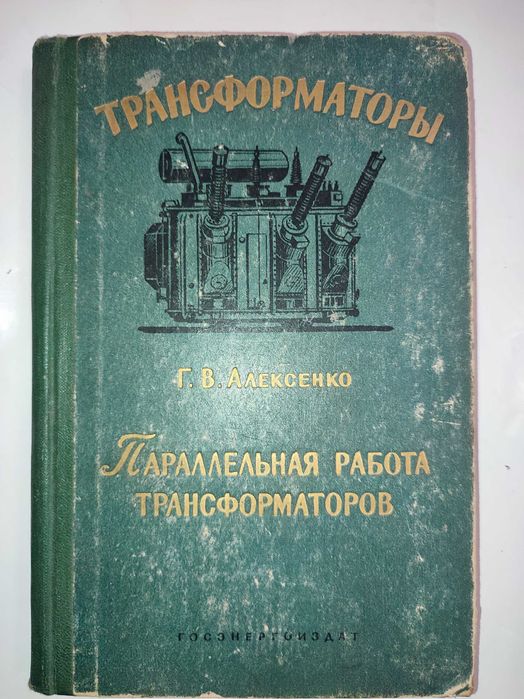 ТРАНСФОРМАТОРЫ
Г. В. АЛЕКСЕНКО
ПАРАЛЛЕЛЬНАЯ РАБОТА
ТРАНСФОРМАТОРОВ
ГОСЭНЕРГОИЗДАТ